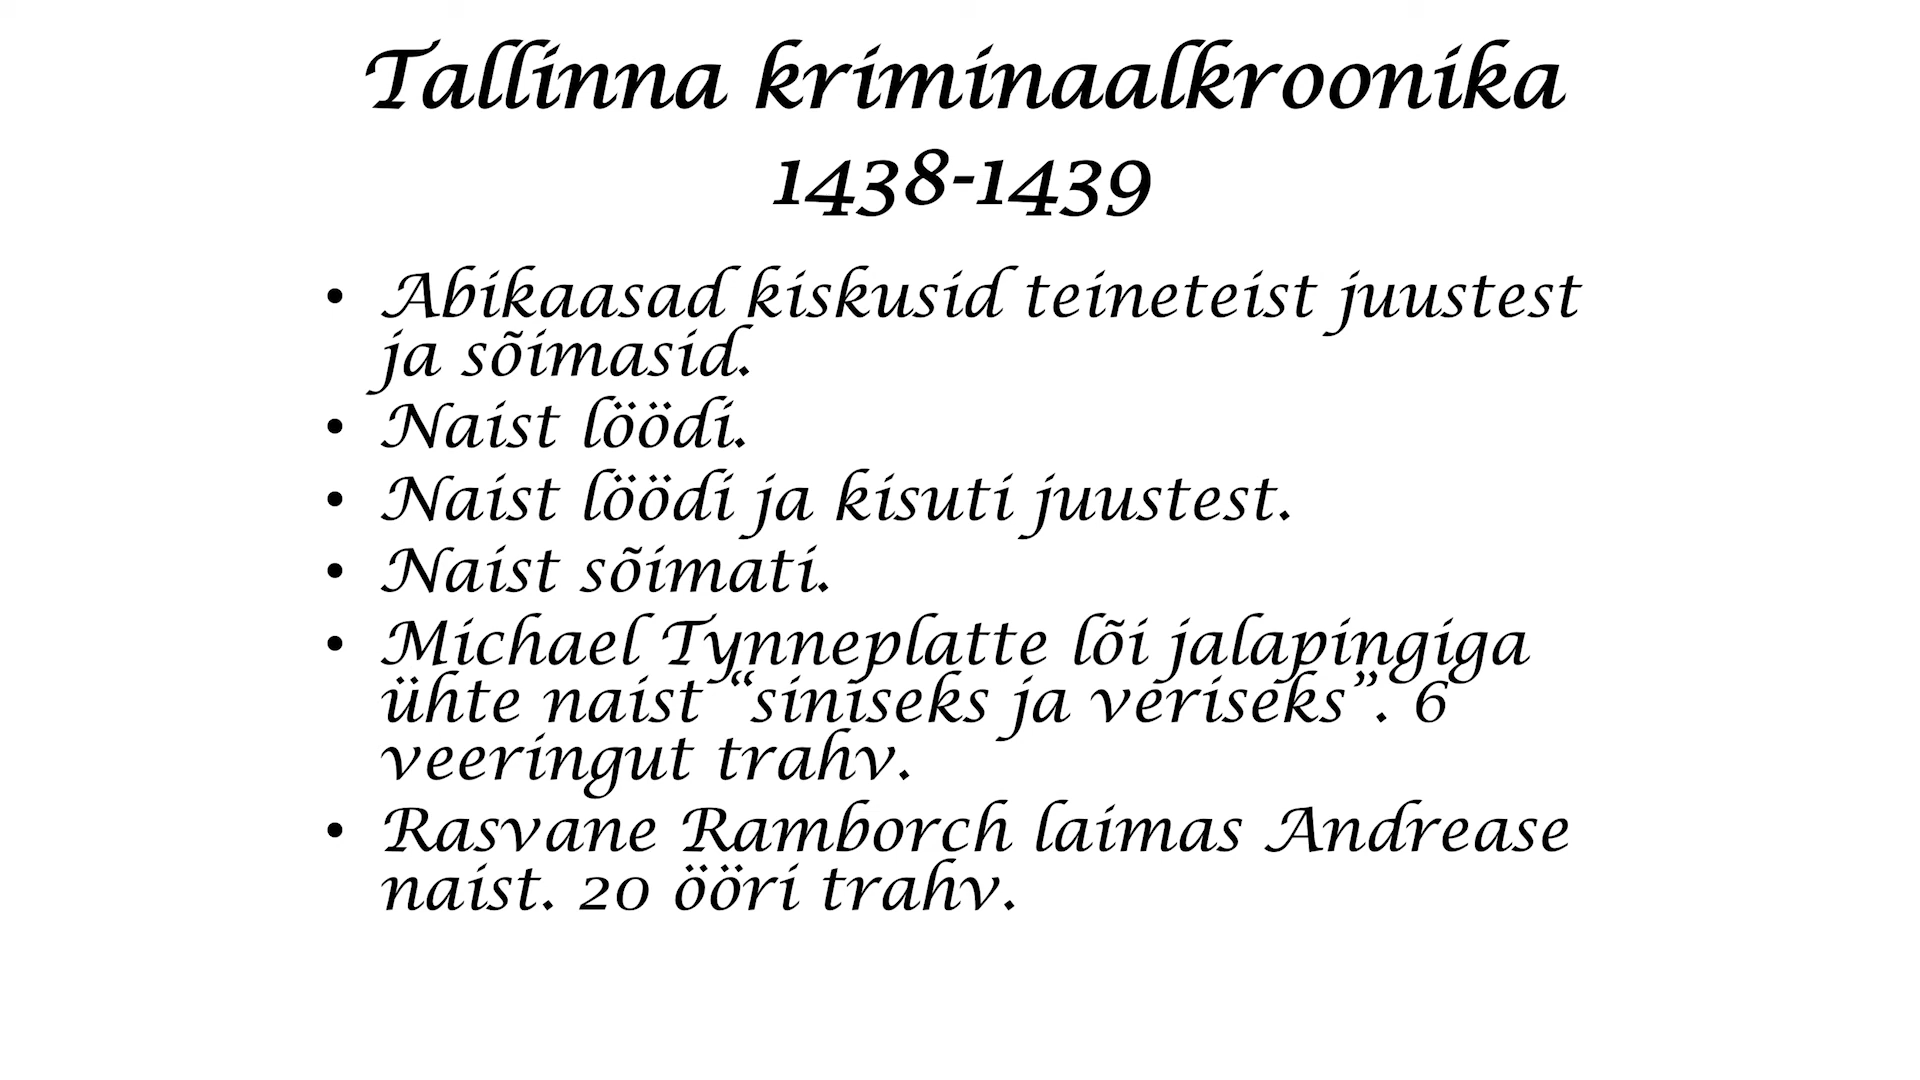 Tallinna kriminaalkroonika
1438-1439
• Abikaasad kiskusid teineteist juustest
ja sõimasid.
• Naist löödi.
• Naist löödi ja kisuti juustest.
• Naist sõimati.
• Michael Tynneplatte lõi jalapingiga
ühte naist “siniseks ja veriseks”. 6
veeringut trahv.
• Rasvane Ramborch laimas Andrease
naist. 20 ööri trahv.